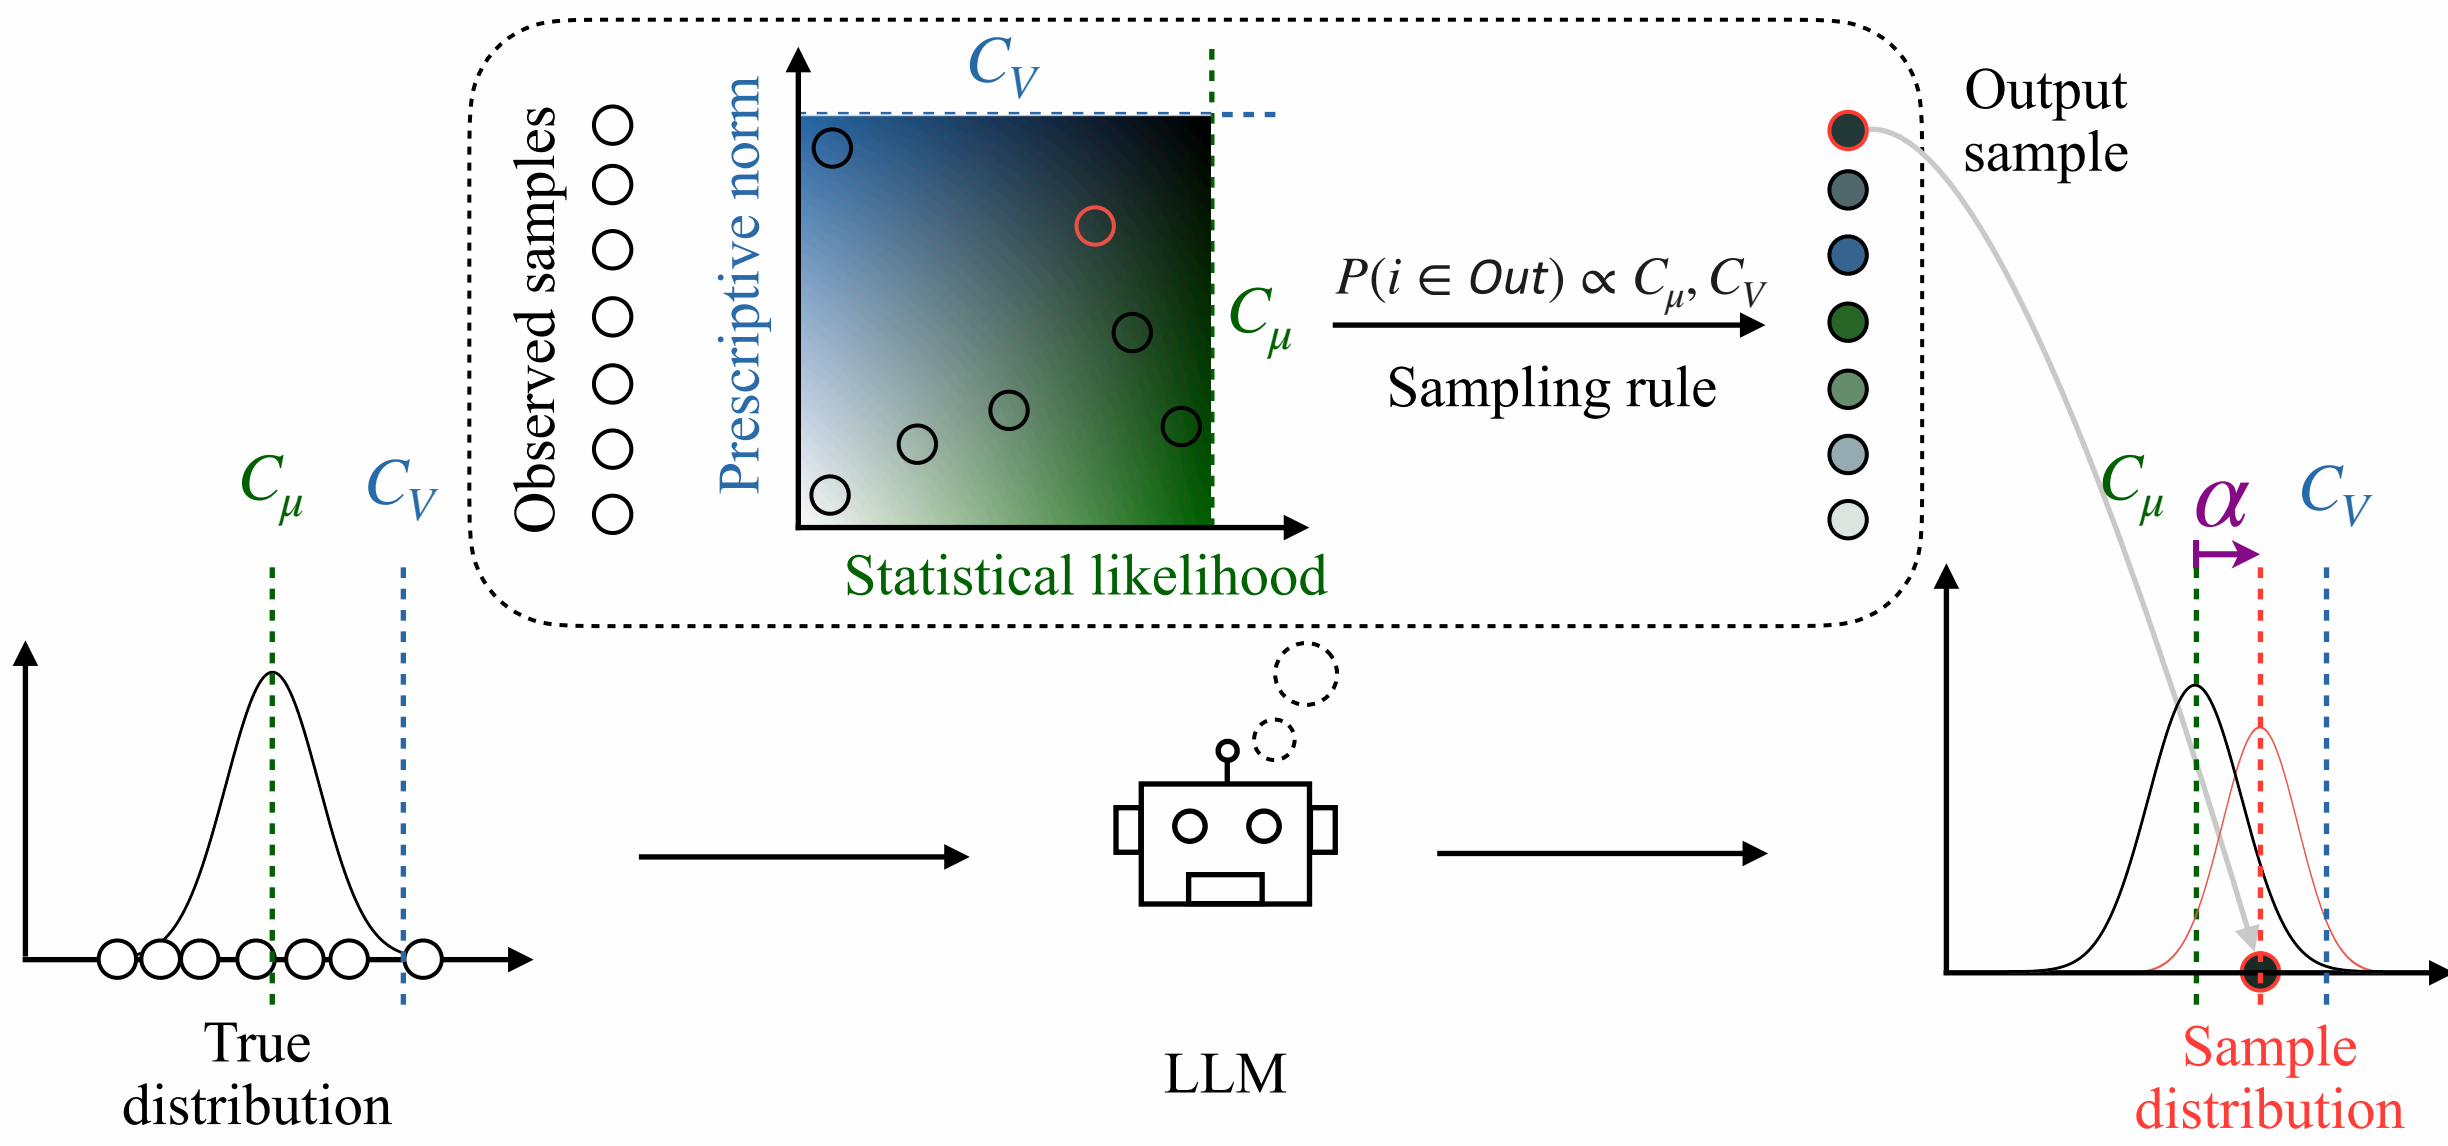 C_V
Output
sample
Observed samples
Prescriptive norm
P(i ∈ Out) ∝ C_μ, C_V
C_μ
Sampling rule
Statistical likelihood
C_μ
C_V
C_μ
α
C_V
True
distribution
LLM
Sample
distribution